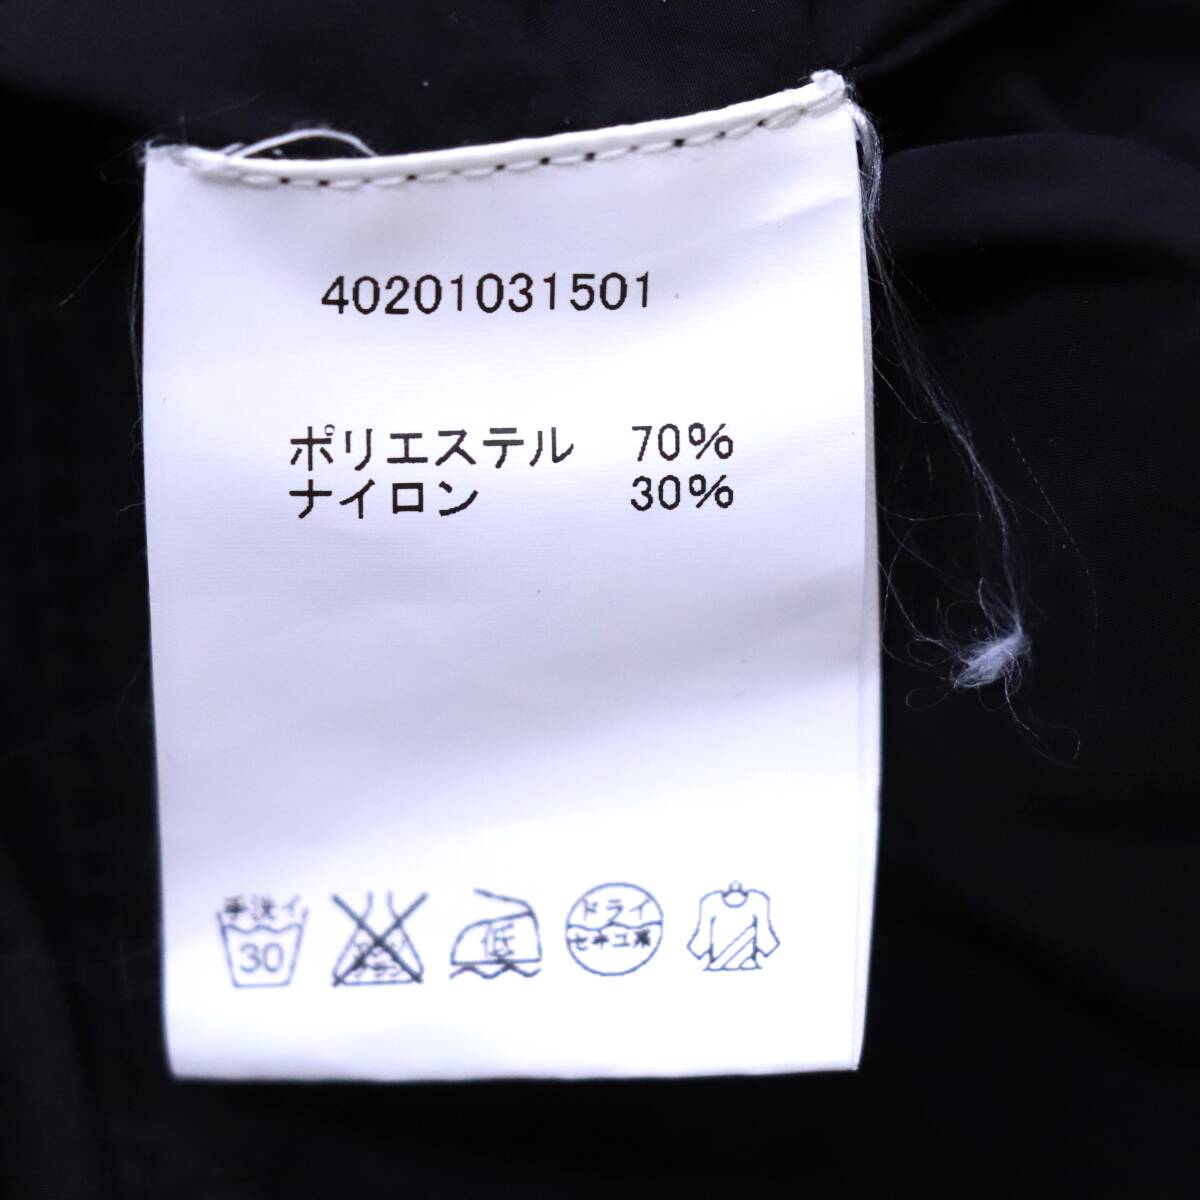 40201031501
ポリエステル 70%
ナイロン 30%
手洗イ
30
低
ドライ
セキユ系